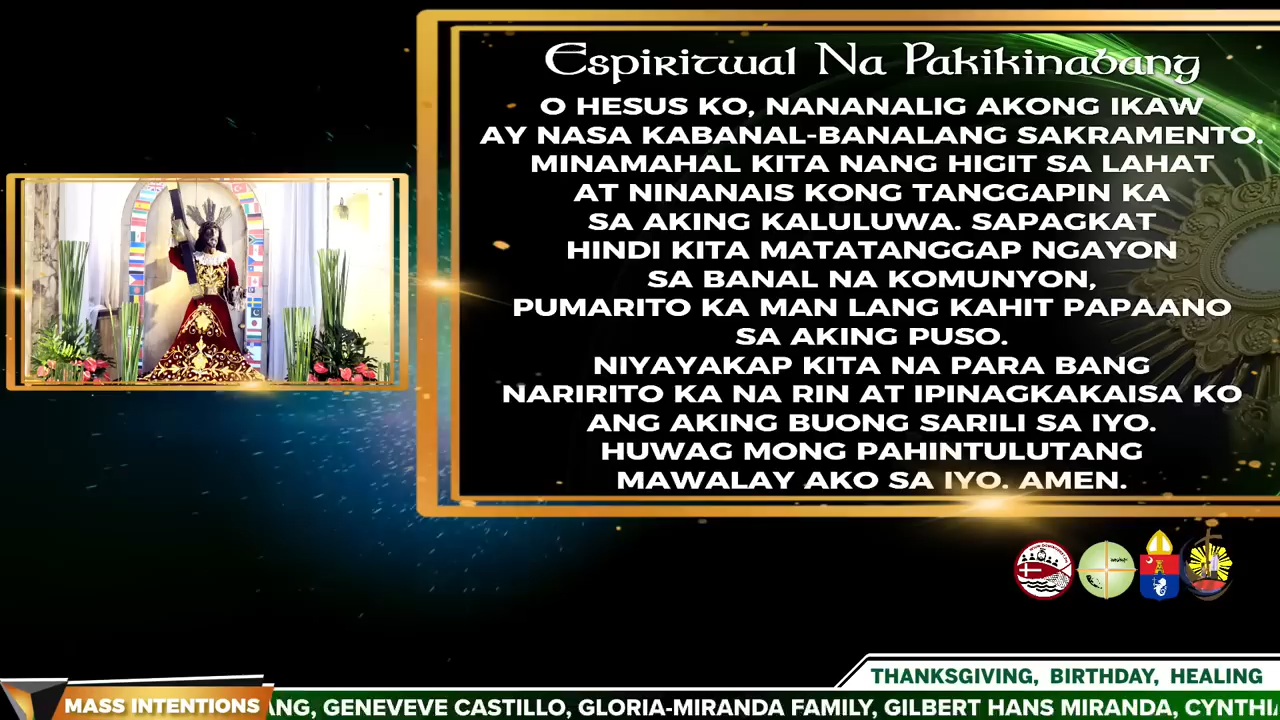 Espiritwal Na Pakikinabang
O HESUS KO, NANANALIG AKONG IKAW
AY NASA KABANAL-BANALANG SAKRAMENTO.
MINAMAHAL KITA NANG HIGIT SA LAHAT
AT NINANAIS KONG TANGGAPIN KA
SA AKING KALULUWA. SAPAGKAT
HINDI KITA MATATANGGAP NGAYON
SA BANAL NA KOMUNYON,
PUMARITO KA MAN LANG KAHIT PAPAANO
SA AKING PUSO.
NIYAYAKAP KITA NA PARA BANG
NARIRITO KA NA RIN AT IPINAGKAKAISA KO
ANG AKING BUONG SARILI SA IYO.
HUWAG MONG PAHINTULUTANG
MAWALAY AKO SA IYO. AMEN.
THANKSGIVING, BIRTHDAY, HEALING
MASS INTENTIONS ANG, GENEVEVE CASTILLO, GLORIA-MIRANDA FAMILY, GILBERT HANS MIRANDA, CYNTHIA